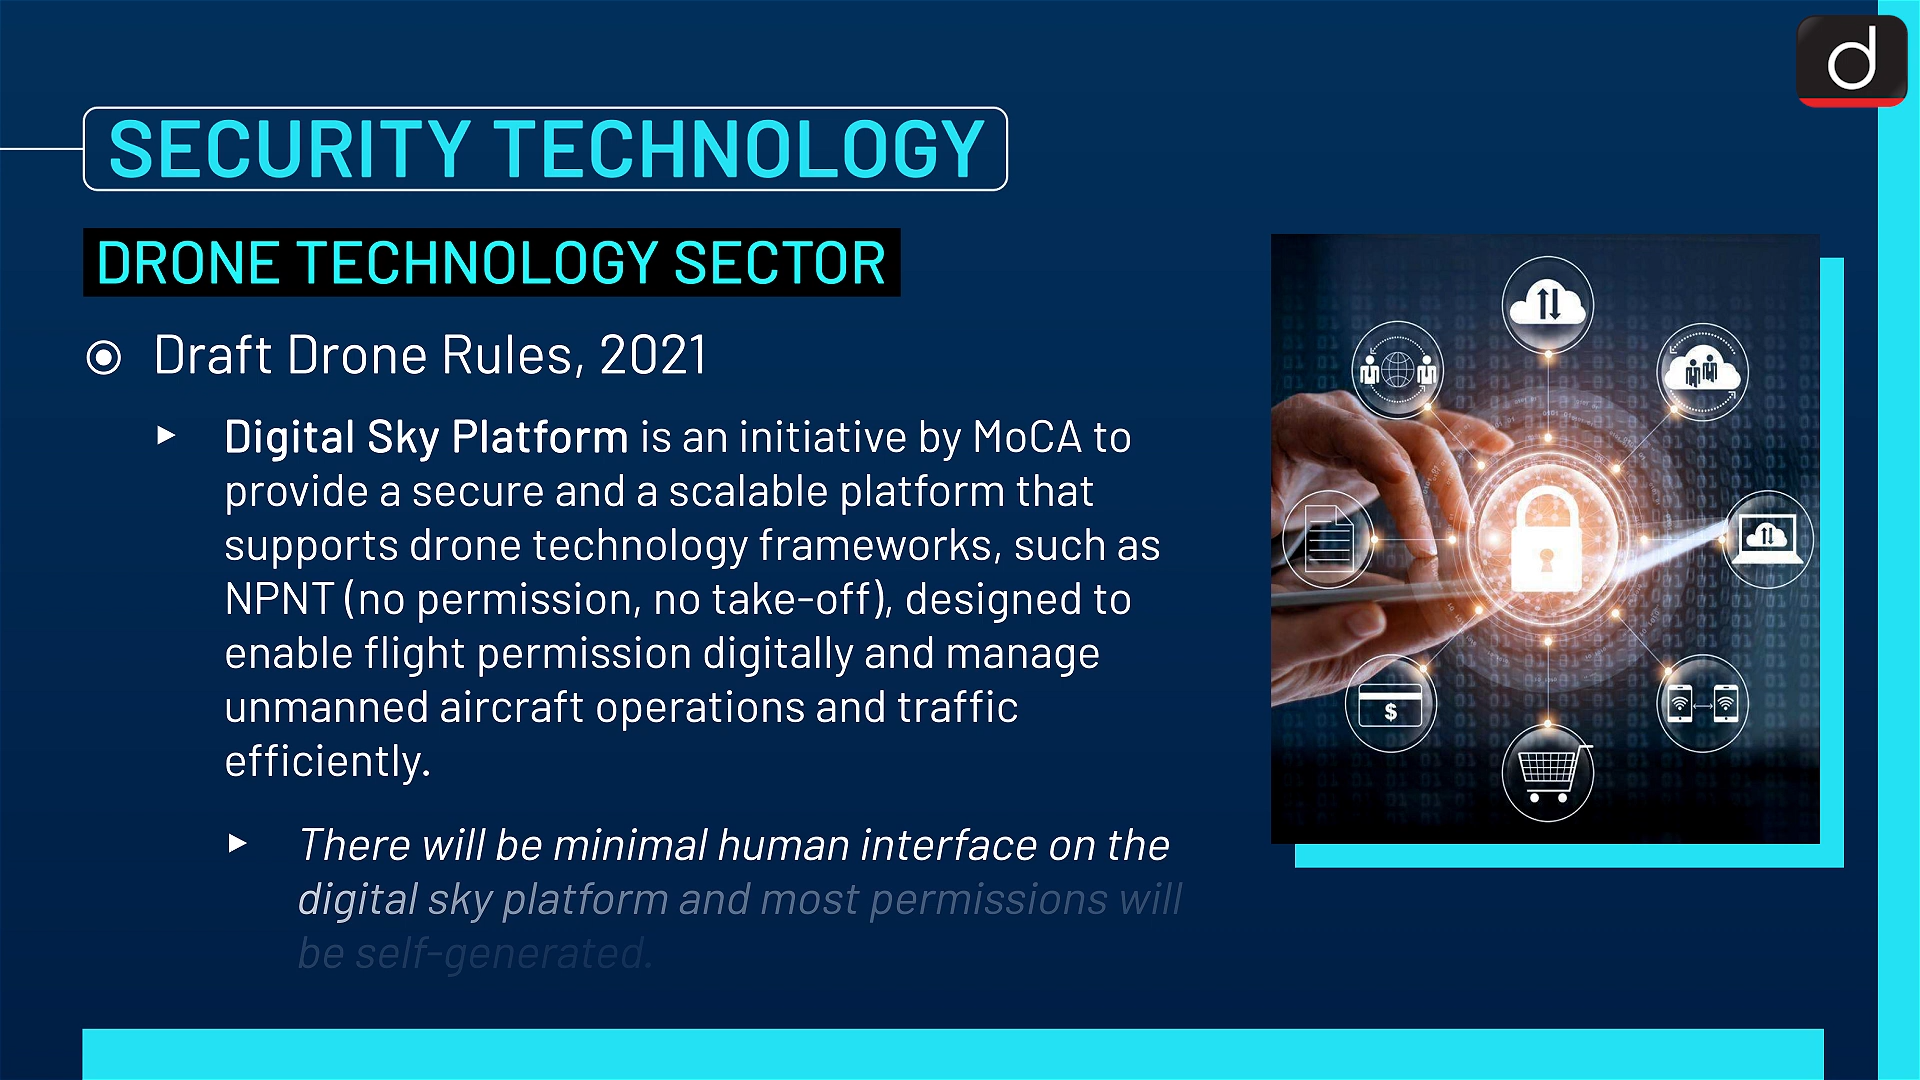 d
SECURITY TECHNOLOGY
DRONE TECHNOLOGY SECTOR
Draft Drone Rules, 2021
Digital Sky Platform is an initiative by MoCA to
provide a secure and a scalable platform that
supports drone technology frameworks, such as
NPNT (no permission, no take-off), designed to
enable flight permission digitally and manage
unmanned aircraft operations and traffic
efficiently.
There will be minimal human interface on the
digital sky platform and most permissions will
be self-generated.
$